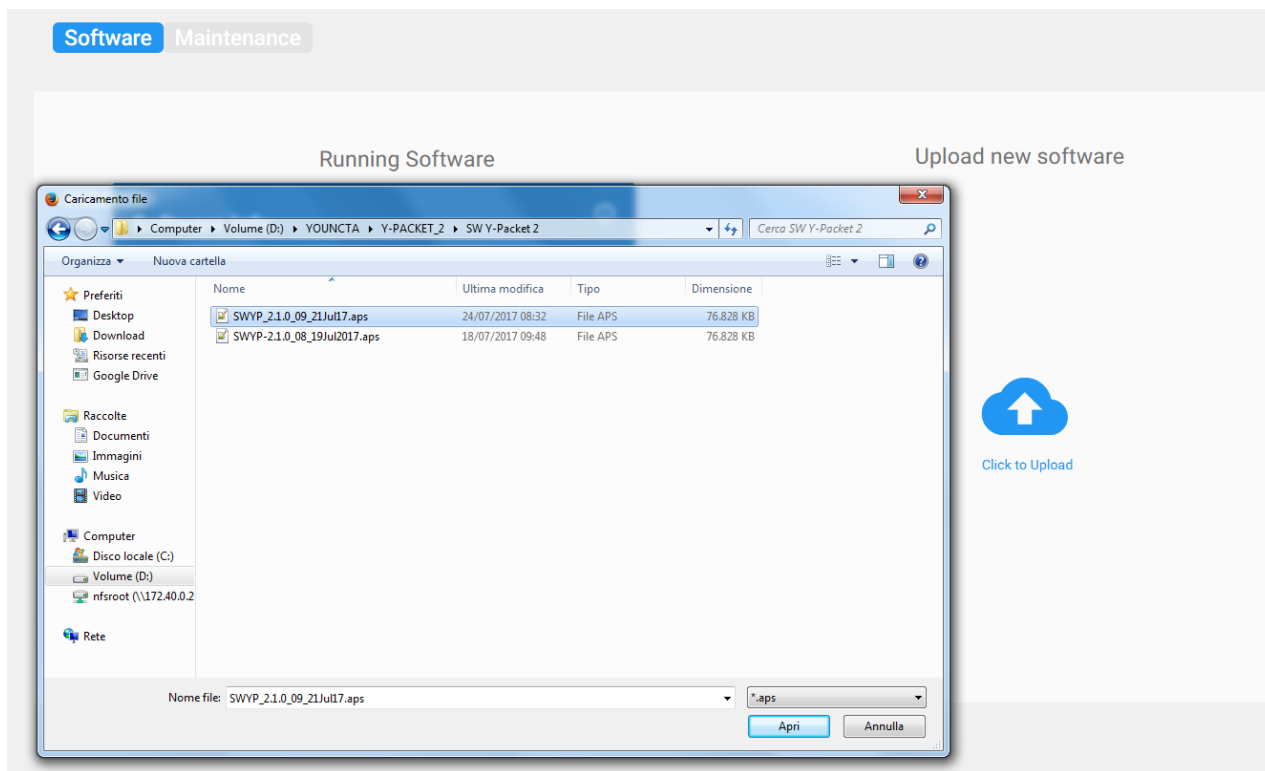 Software Maintenance
Running Software
Upload new software
Caricamento file
Computer Volume (D:) YOUNCTA Y-PACKET_2 SW Y-Packet 2
Cerca SW Y-Packet 2
Organizza Nuova cartella
Nome Ultima modifica Tipo Dimensione
SWYP_2.1.0_09_21Jul17.aps 24/07/2017 08:32 File APS 76.828 KB
SWYP-2.1.0_08_19Jul2017.aps 18/07/2017 09:48 File APS 76.828 KB
Preferiti
Desktop
Download
Risorse recenti
Google Drive
Raccolte
Documenti
Immagini
Musica
Video
Computer
Disco locale (C:)
Volume (D:)
nfsroot (\\172.40.0.2
Rete
Click to Upload
Nome file: SWYP_2.1.0_09_21Jul17.aps
*.aps
Apri Annulla